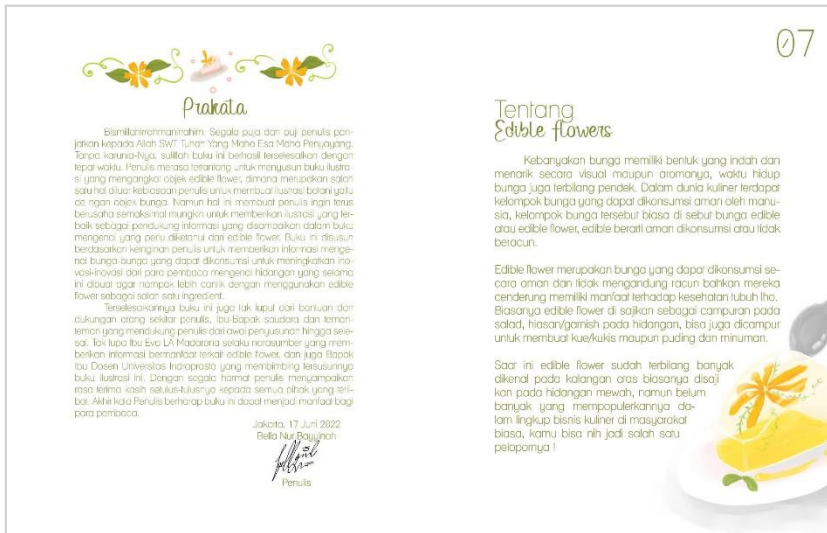 Prakata
Bismillahirrahmanirrahim. Segala puja dan puji penulis pan-
jatkan kepada Allah SWT Tuhan Yang Maha Esa Maha Penyayang.
Tanpa karunia-Nya, sulillah buku ini berhasil terselesaikan dengan
tepat waktu. Penulis merasa tertantang untuk menyusun buku ilustra-
si yang mengangkat objek edible flower, dimana merupakan salah
satu hal diluar kebiasaan penulis untuk membuat ilustrasi botani yaitu
de ngan objek bunga. Namun hal ini membuat penulis ingin terus
berusaha semaksimal mungkin untuk memberikan ilustrasi yang ter-
baik sebagai pendukung informasi yang disampaikan dalam buku
mengenai yang perlu diketahui dari edible flower. Buku ini disusun
berdasarkan keinginan penulis untuk memberikan informasi menge-
nai bunga-bunga yang dapat dikonsumsi untuk meningkatkan ino-
vasi-inovasi dari para pembaca mengenai hidangan yang selama
ini dibuat agar nampak lebih cantik dengan menggunakan edible
flower sebagai salah satu ingredient.
Terselesaikannya buku ini juga tak luput dari bantuan dan
dukungan orang sekitar penulis, Ibu-Bapak saudara dan teman-
teman yang mendukung penulis dari awal penyusunan hingga sele-
sai. Tak lupa Ibu Eva LA Madarona selaku narasumber yang mem-
berikan informasi bermanfaat terkait edible flower, dan juga Bapak
Ibu Dosen Universitas Indraprasta yang membimbing tersusunnya
buku ilustrasi ini. Dengan segala hormat penulis menyampaikan
rasa terima kasih setulus-tulusnya kepada semua pihak yang terli-
bat. Akhir kata Penulis berharap buku ini dapat menjadi manfaat bagi
para pembaca.
Jakarta, 17 Juni 2022
Bella Nur
Penulis
07
Tentang
Edible flowers
Kebanyakan bunga memiliki bentuk yang indah dan
menarik secara visual maupun aromanya, waktu hidup
bunga juga terbilang pendek. Dalam dunia kuliner terdapat
kelompok bunga yang dapat dikonsumsi aman oleh manu-
sia, kelompok bunga tersebut biasa di sebut bunga edible
atau edible flower, edible berarti aman dikonsumsi atau tidak
beracun.
Edible flower merupakan bunga yang dapat dikonsumsi se-
cara aman dan tidak mengandung racun bahkan mereka
cenderung memiliki manfaat terhadap kesehatan tubuh lho.
Biasanya edible flower di sajikan sebagai campuran pada
salad, hiasan/garnish pada hidangan, bisa juga dicampur
untuk membuat kue/kukis maupun puding dan minuman.
Saat ini edible flower sudah terbilang banyak
dikenal pada kalangan atas biasanya disaji
kan pada hidangan mewah, namun belum
banyak yang mempopulerkannya da-
lam lingkup bisnis kuliner di masyarakat
biasa, kamu bisa nih jadi salah satu
pelopornya !